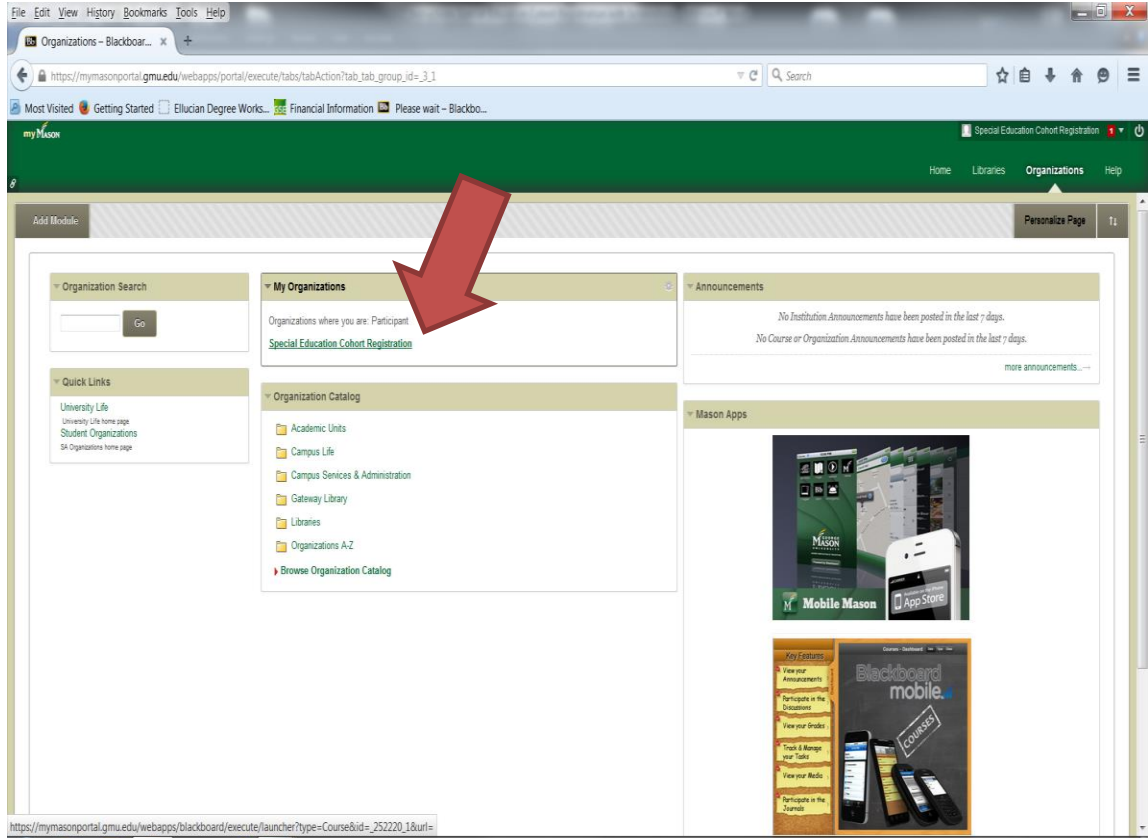 File Edit View History Bookmarks Tools Help
Bb Organizations – Blackboar... x +
https://mymasonportal.gmu.edu/webapps/portal/execute/tabs/tabAction?tab_tab_group_id=_3_1
Search
Most Visited Getting Started Ellucian Degree Works... Financial Information Please wait – Blackbo...
myMASON
Special Education Cohort Registration 1
Home Libraries Organizations Help
Add Module
Personalize Page
Organization Search
Go
Quick Links
University Life
University Life home page
Student Organizations
SA Organizations home page
My Organizations
Organizations where you are: Participant
Special Education Cohort Registration
Organization Catalog
Academic Units
Campus Life
Campus Services & Administration
Gateway Library
Libraries
Organizations A-Z
Browse Organization Catalog
Announcements
No Institution Announcements have been posted in the last 7 days.
No Course or Organization Announcements have been posted in the last 7 days.
more announcements...→
Mason Apps
GEORGE
MASON
UNIVERSITY
M Mobile Mason
App Store
Key Features
View your
Announcements
Participate in the
Discussions
View your Grades
Track & Manage
your Tasks
View your Media
Participate in the
Journals
Courses - Dashboard
Blackboard
mobile
COURSES
https://mymasonportal.gmu.edu/webapps/blackboard/execute/launcher?type=Course&id=_252220_1&url=